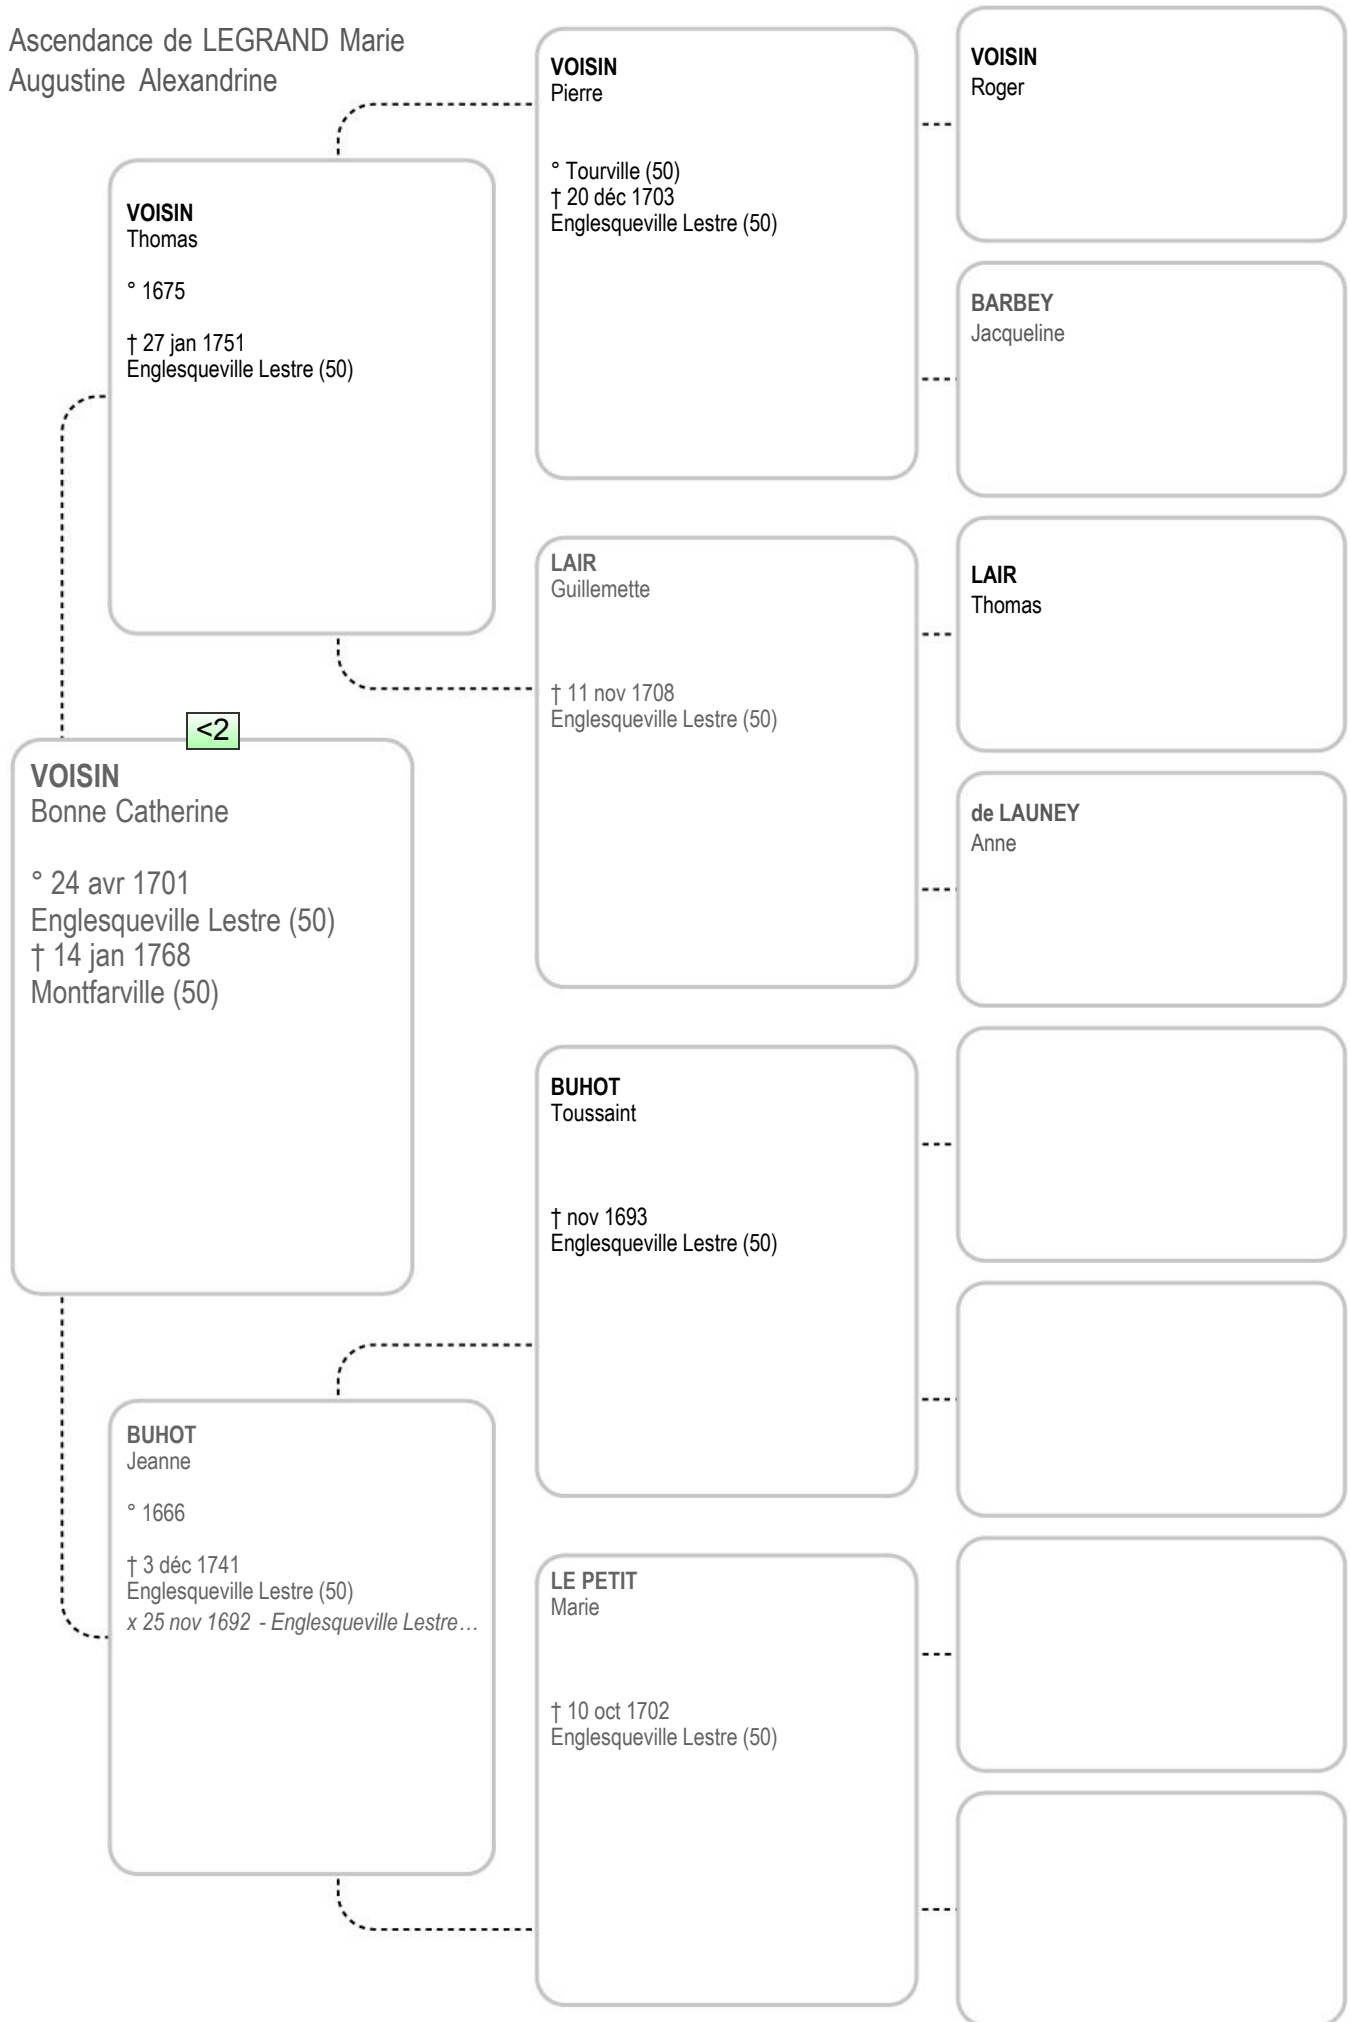 Ascendance de LEGRAND Marie
Augustine Alexandrine
VOISIN
Thomas
° 1675
† 27 jan 1751
Englesqueville Lestre (50)
<2
VOISIN
Bonne Catherine
° 24 avr 1701
Englesqueville Lestre (50)
† 14 jan 1768
Montfarville (50)
BUHOT
Jeanne
° 1666
† 3 déc 1741
Englesqueville Lestre (50)
x 25 nov 1692 - Englesqueville Lestre…
VOISIN
Pierre
° Tourville (50)
† 20 déc 1703
Englesqueville Lestre (50)
LAIR
Guillemette
† 11 nov 1708
Englesqueville Lestre (50)
BUHOT
Toussaint
† nov 1693
Englesqueville Lestre (50)
LE PETIT
Marie
† 10 oct 1702
Englesqueville Lestre (50)
VOISIN
Roger
BARBEY
Jacqueline
LAIR
Thomas
de LAUNEY
Anne